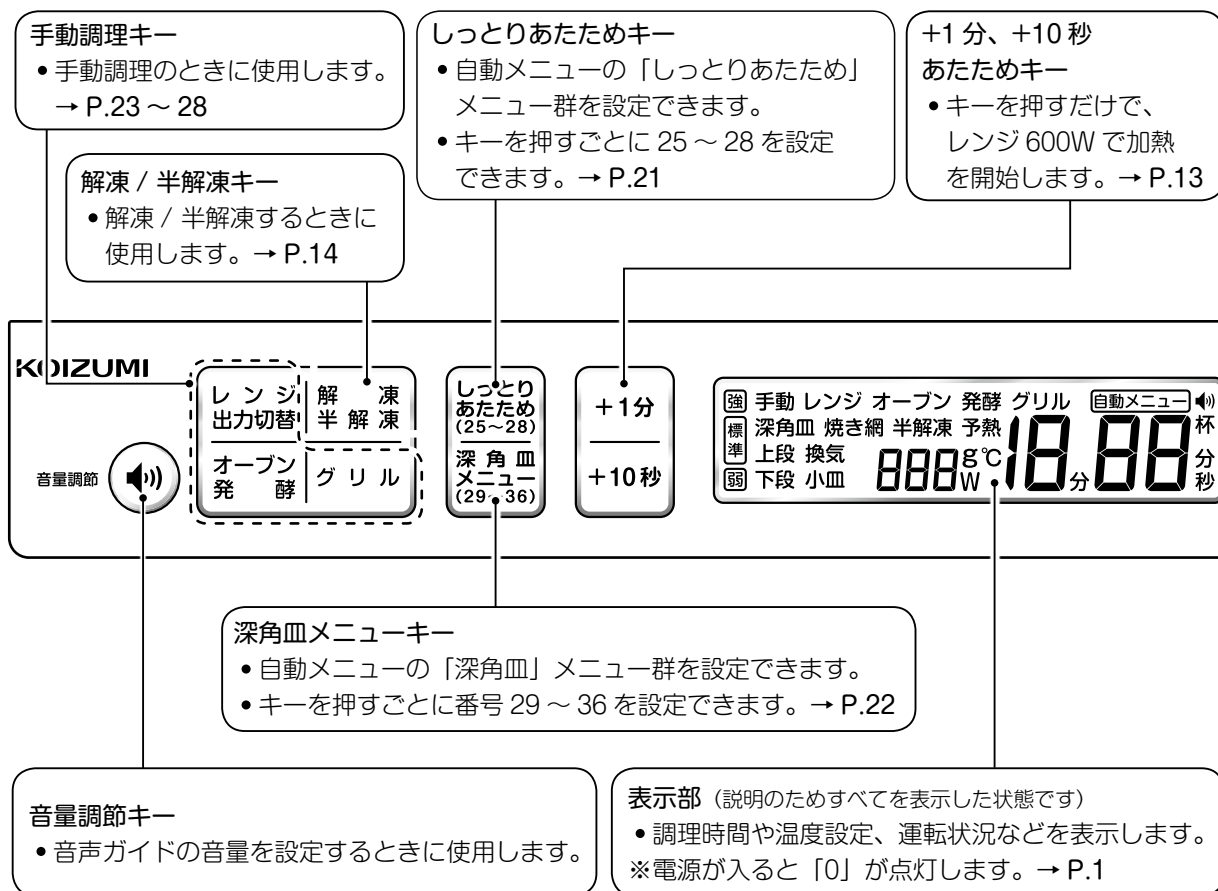 手動調理キー
• 手動調理のときに使用します。
→ P.23 ～ 28
解凍 / 半解凍キー
• 解凍 / 半解凍するときに
使用します。→ P.14
しっとりあたためキー
• 自動メニューの「しっとりあたため」
メニュー群を設定できます。
• キーを押すごとに 25 ～ 28 を設定
できます。→ P.21
+1 分、+10 秒
あたためキー
• キーを押すだけで、
レンジ 600W で加熱
を開始します。→ P.13
KOIZUMI
音量調節
レンジ
出力切替
解凍
半解凍
オーブン
発酵
グリル
しっとり
あたため
(25～28)
深角皿
メニュー
(29～36)
+1分
+10秒
強 手動 レンジ オーブン 発酵 グリル 自動メニュー
標準 深角皿 焼き網 半解凍 予熱 杯
上段 換気 888 g℃ 18 88 分
弱 下段 小皿 W 分 秒
深角皿メニューキー
• 自動メニューの「深角皿」メニュー群を設定できます。
• キーを押すごとに番号 29 ～ 36 を設定できます。→ P.22
音量調節キー
• 音声ガイドの音量を設定するときに使用します。
表示部（説明のためすべてを表示した状態です）
• 調理時間や温度設定、運転状況などを表示します。
※電源が入ると「0」が点灯します。→ P.1